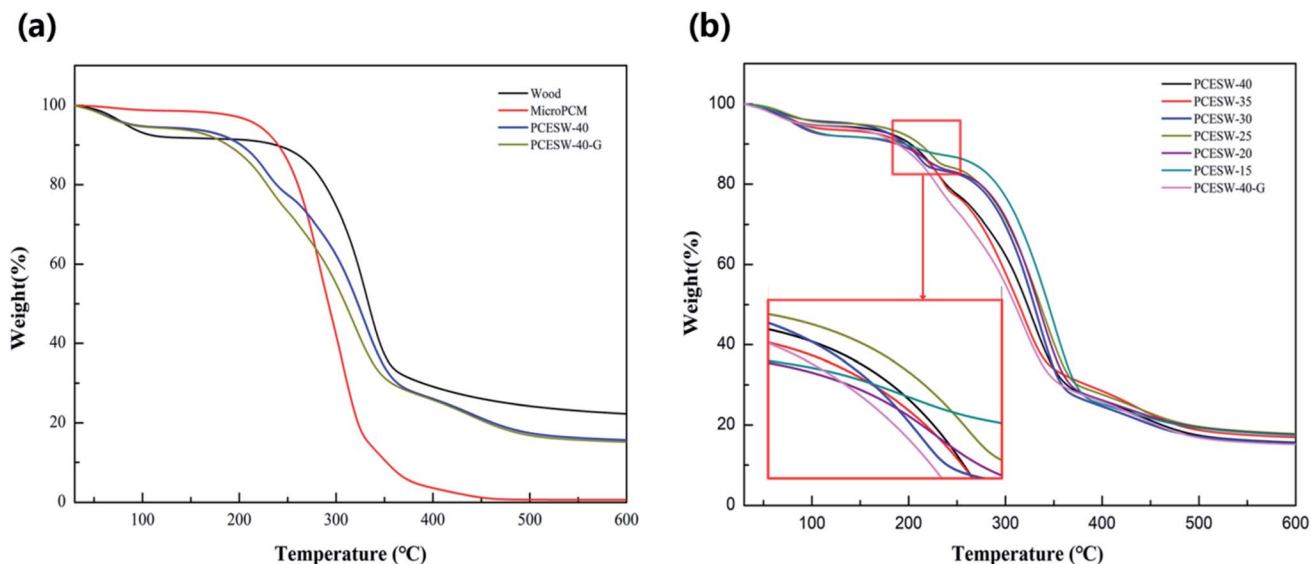 (a)
100
80
60
40
20
0
100
200
300
400
500
600
Weight(%)
Temperature (℃)
Wood
MicroPCM
PCESW-40
PCESW-40-G
(b)
100
80
60
40
20
0
100
200
300
400
500
600
Weight(%)
Temperature (℃)
PCESW-40
PCESW-35
PCESW-30
PCESW-25
PCESW-20
PCESW-15
PCESW-40-G